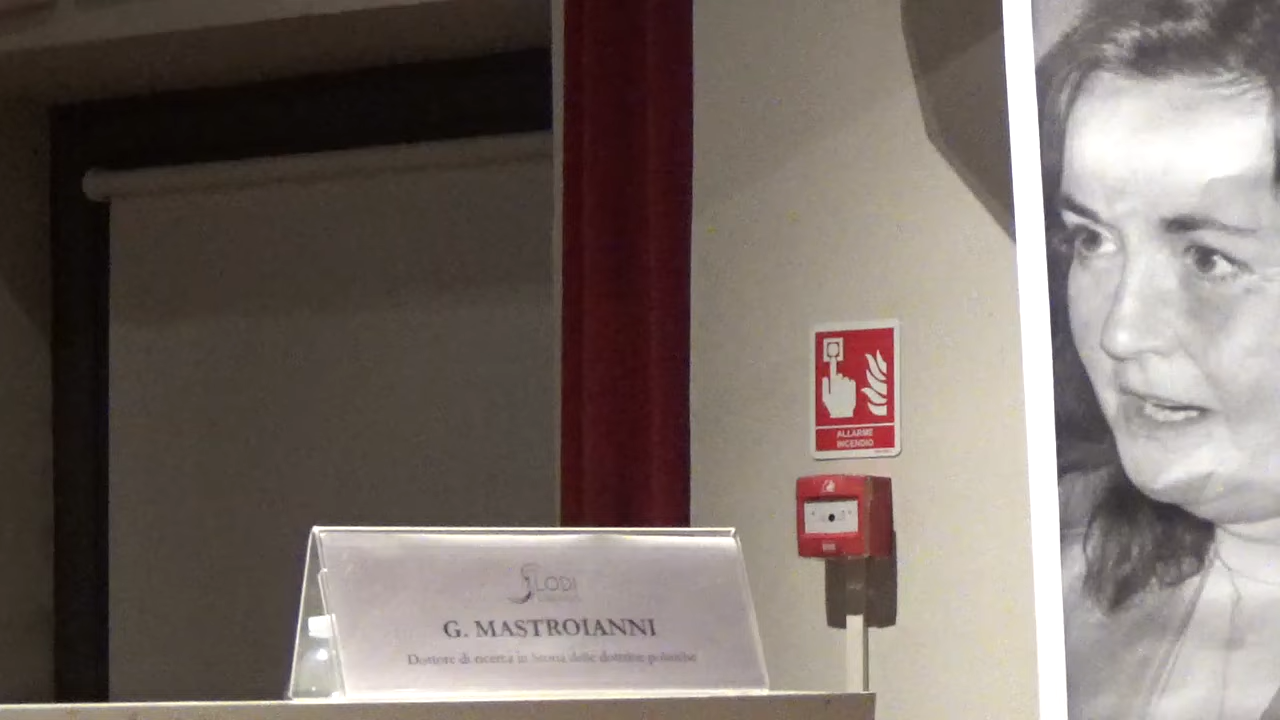 ALLARME
INCENDIO
LODI
G. MASTROIANNI
Dottore di ricerca in Storia delle dottrine politiche